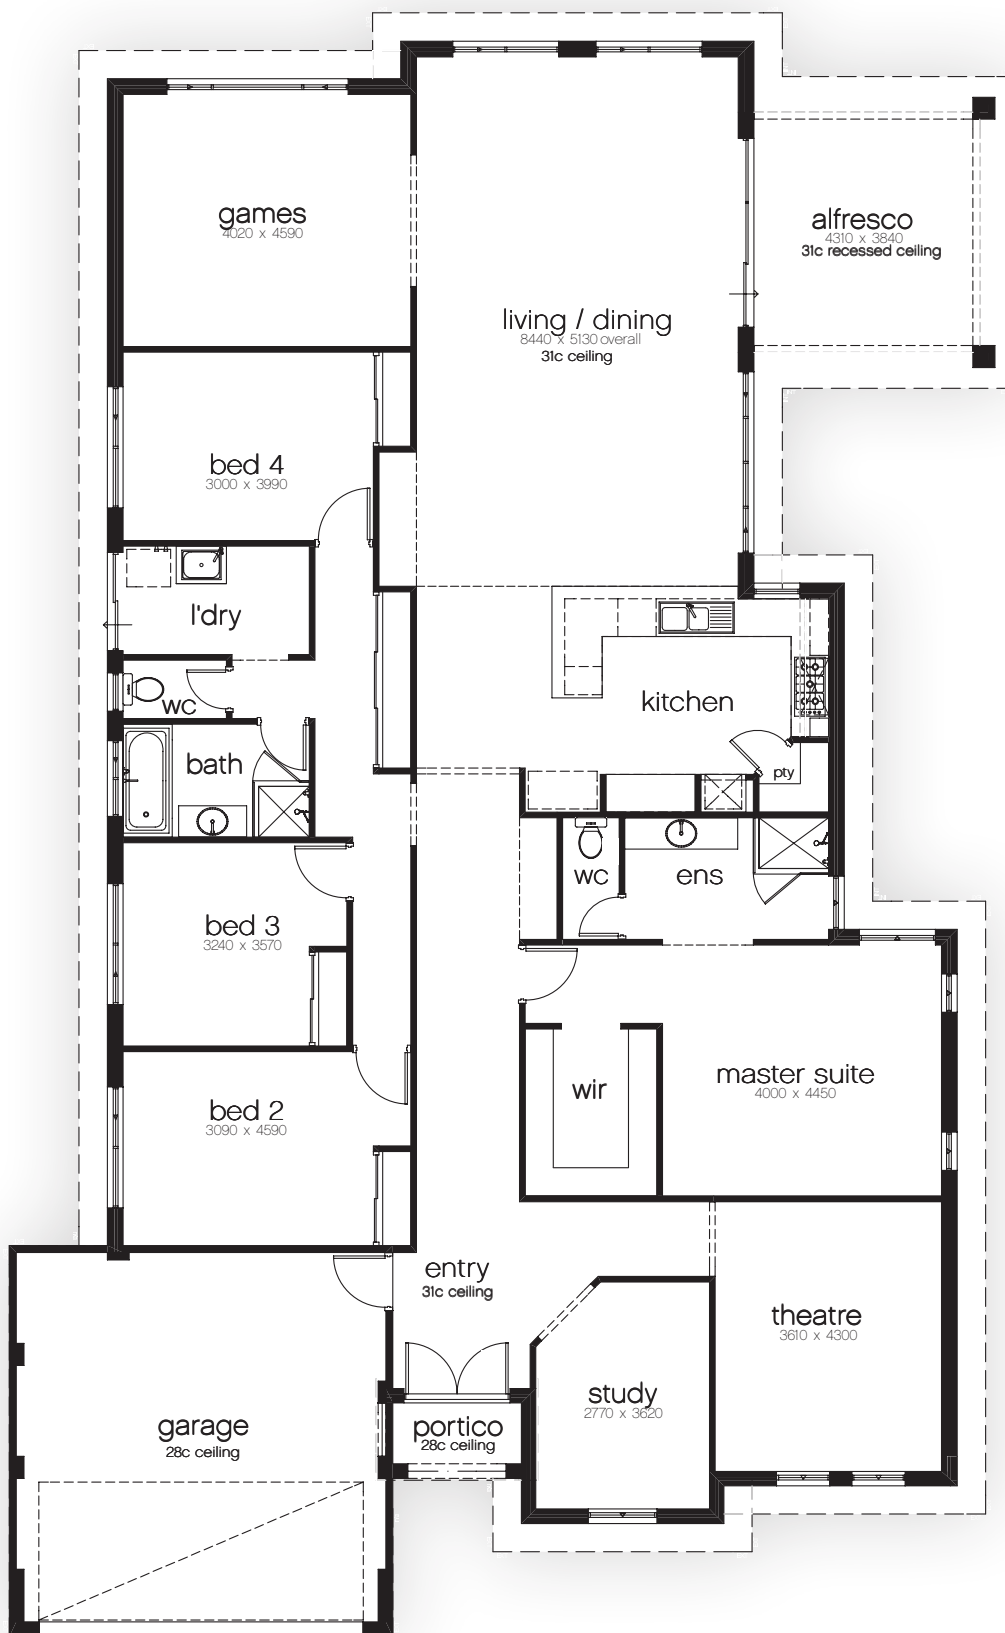 games
4020 x 4590
alfresco
4310 x 3840
31c recessed ceiling
living / dining
8440 x 5130 overall
31c ceiling
bed 4
3000 x 3990
l'dry
wc
kitchen
bath
pty
wc
ens
bed 3
3240 x 3570
master suite
4000 x 4450
wir
bed 2
3090 x 4590
entry
31c ceiling
theatre
3610 x 4300
study
2770 x 3620
garage
28c ceiling
portico
28c ceiling